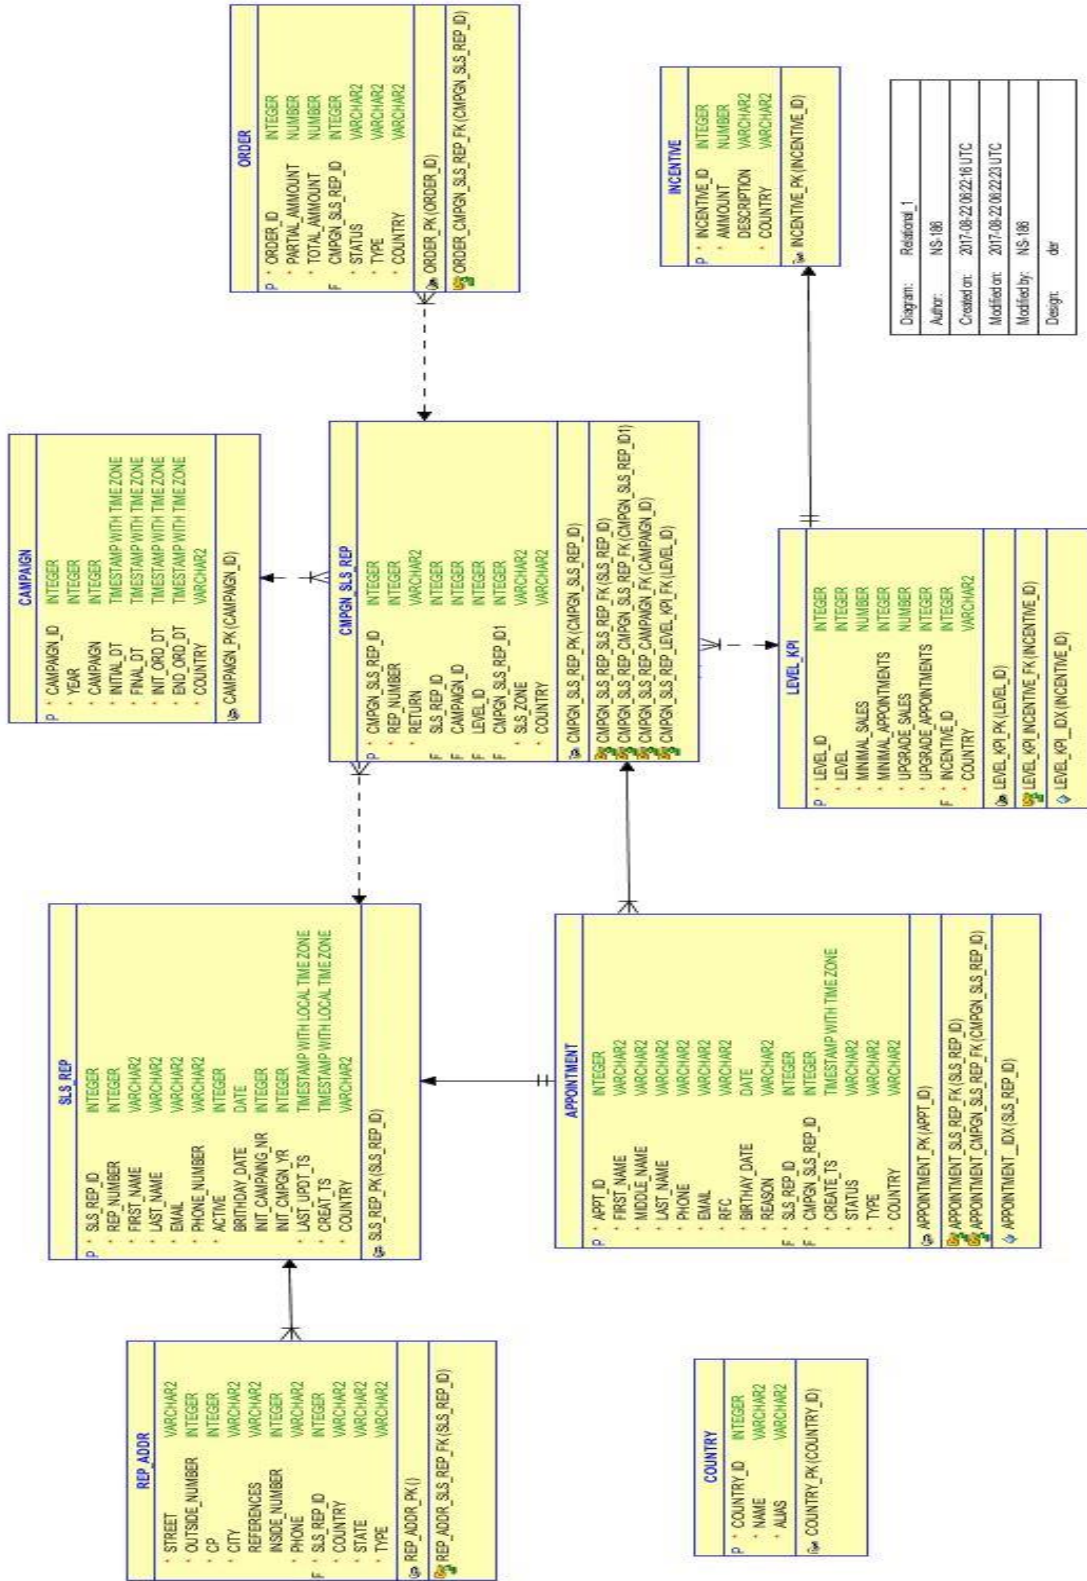 REP_ADDR
* STREET VARCHAR2
* OUTSIDE_NUMBER INTEGER
* CP INTEGER
* CITY VARCHAR2
REFERENCES VARCHAR2
INSIDE_NUMBER INTEGER
* PHONE VARCHAR2
F * SLS_REP_ID INTEGER
* COUNTRY VARCHAR2
* STATE VARCHAR2
* TYPE VARCHAR2
REP_ADDR_PK ()
REP_ADDR_SLS_REP_FK (SLS_REP_ID)
COUNTRY
P * COUNTRY_ID INTEGER
* NAME VARCHAR2
* ALIAS VARCHAR2
COUNTRY_PK (COUNTRY_ID)
SLS_REP
P * SLS_REP_ID INTEGER
* REP_NUMBER INTEGER
* FIRST_NAME VARCHAR2
* LAST_NAME VARCHAR2
* EMAIL VARCHAR2
* PHONE_NUMBER VARCHAR2
* ACTIVE INTEGER
BRITHDAY_DATE DATE
INIT_CAMPAING_NR INTEGER
INIT_CMPGN_YR INTEGER
* LAST_UPDT_TS TIMESTAMP WITH LOCAL TIME ZONE
* CREAT_TS TIMESTAMP WITH LOCAL TIME ZONE
* COUNTRY VARCHAR2
SLS_REP_PK (SLS_REP_ID)
APPOINTMENT
P * APPT_ID INTEGER
* FIRST_NAME VARCHAR2
* MIDDLE_NAME VARCHAR2
* LAST_NAME VARCHAR2
* PHONE VARCHAR2
* EMAIL VARCHAR2
* RFC VARCHAR2
* BIRTHAY_DATE DATE
* REASON VARCHAR2
F * SLS_REP_ID INTEGER
F * CMPGN_SLS_REP_ID INTEGER
* CREATE_TS TIMESTAMP WITH TIME ZONE
* STATUS VARCHAR2
* TYPE VARCHAR2
* COUNTRY VARCHAR2
APPOINTMENT_PK (APPT_ID)
APPOINTMENT_SLS_REP_FK (SLS_REP_ID)
APPOINTMENT_CMPGN_SLS_REP_FK (CMPGN_SLS_REP_ID)
APPOINTMENT__IDX (SLS_REP_ID)
CAMPAIGN
P * CAMPAIGN_ID INTEGER
* YEAR INTEGER
* CAMPAIGN INTEGER
* INITIAL_DT TIMESTAMP WITH TIME ZONE
* FINAL_DT TIMESTAMP WITH TIME ZONE
* INIT_ORD_DT TIMESTAMP WITH TIME ZONE
* END_ORD_DT TIMESTAMP WITH TIME ZONE
* COUNTRY VARCHAR2
CAMPAIGN_PK (CAMPAIGN_ID)
CMPGN_SLS_REP
P * CMPGN_SLS_REP_ID INTEGER
* REP_NUMBER INTEGER
* RETURN VARCHAR2
F * SLS_REP_ID INTEGER
F * CAMPAIGN_ID INTEGER
F * LEVEL_ID INTEGER
F * CMPGN_SLS_REP_ID1 INTEGER
* SLS_ZONE VARCHAR2
* COUNTRY VARCHAR2
CMPGN_SLS_REP_PK (CMPGN_SLS_REP_ID)
CMPGN_SLS_REP_SLS_REP_FK (SLS_REP_ID)
CMPGN_SLS_REP_CMPGN_SLS_REP_FK (CMPGN_SLS_REP_ID1)
CMPGN_SLS_REP_CAMPAIGN_FK (CAMPAIGN_ID)
CMPGN_SLS_REP_LEVEL_KPI_FK (LEVEL_ID)
LEVEL_KPI
P * LEVEL_ID INTEGER
* LEVEL INTEGER
* MINIMAL_SALES NUMBER
* MINIMAL_APPOINTMENTS INTEGER
* UPGRADE_SALES NUMBER
* UPGRADE_APPOINTMENTS INTEGER
F * INCENTIVE_ID INTEGER
* COUNTRY VARCHAR2
LEVEL_KPI_PK (LEVEL_ID)
LEVEL_KPI_INCENTIVE_FK (INCENTIVE_ID)
LEVEL_KPI__IDX (INCENTIVE_ID)
ORDER
P * ORDER_ID INTEGER
* PARTIAL_AMMOUNT NUMBER
* TOTAL_AMMOUNT NUMBER
F * CMPGN_SLS_REP_ID INTEGER
* STATUS VARCHAR2
* TYPE VARCHAR2
* COUNTRY VARCHAR2
ORDER_PK (ORDER_ID)
ORDER_CMPGN_SLS_REP_FK (CMPGN_SLS_REP_ID)
INCENTIVE
P * INCENTIVE_ID INTEGER
* AMOUNT NUMBER
DESCRIPTION VARCHAR2
* COUNTRY VARCHAR2
INCENTIVE_PK (INCENTIVE_ID)
Diagram: Relational_1
Author: NS-186
Created on: 2017-08-22 06:22:16 UTC
Modified on: 2017-08-22 06:22:23 UTC
Modified by: NS-186
Design: der